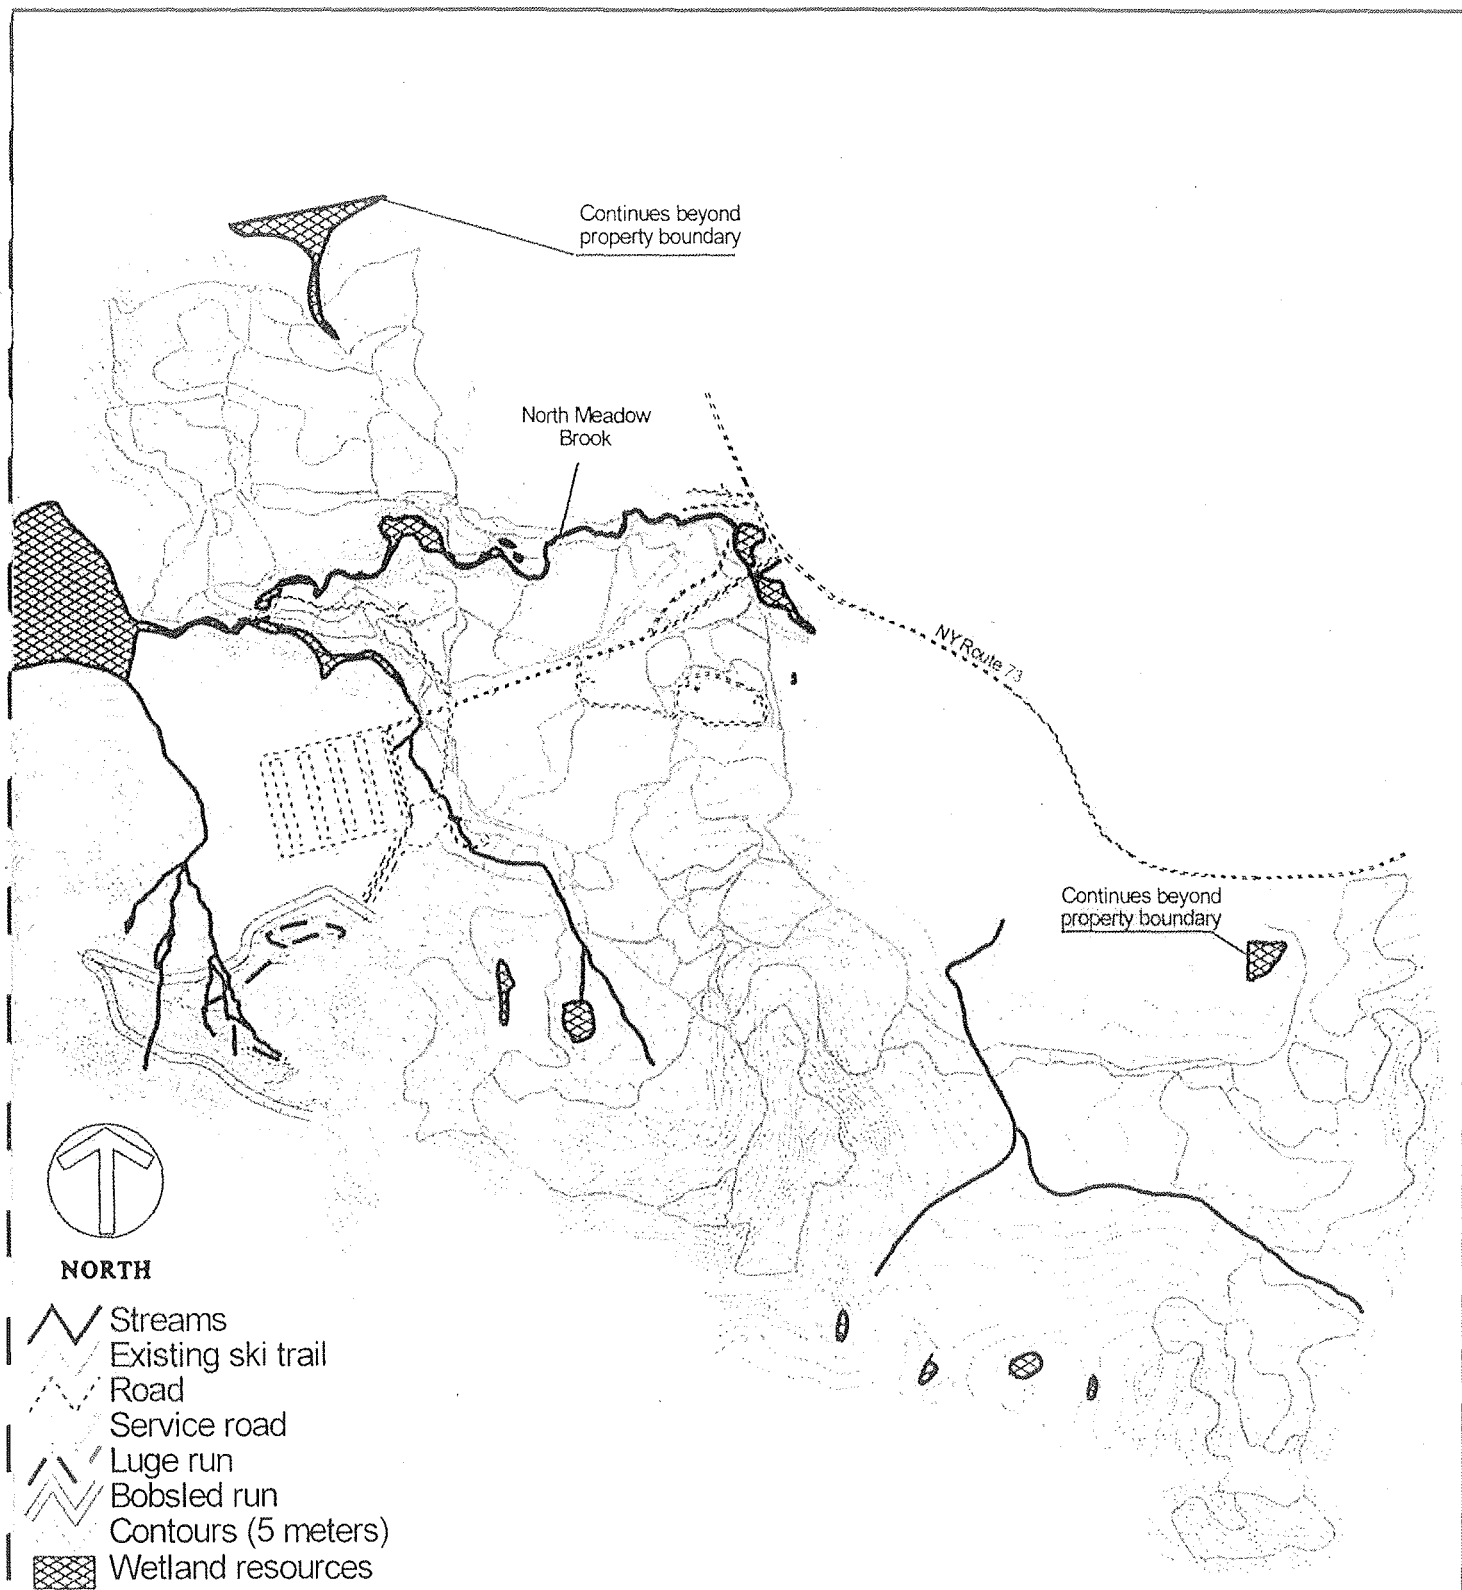 Continues beyond
property boundary
North Meadow
Brook
NY Route 73
Continues beyond
property boundary
NORTH
Streams
Existing ski trail
Road
Service road
Luge run
Bobsled run
Contours (5 meters)
Wetland resources